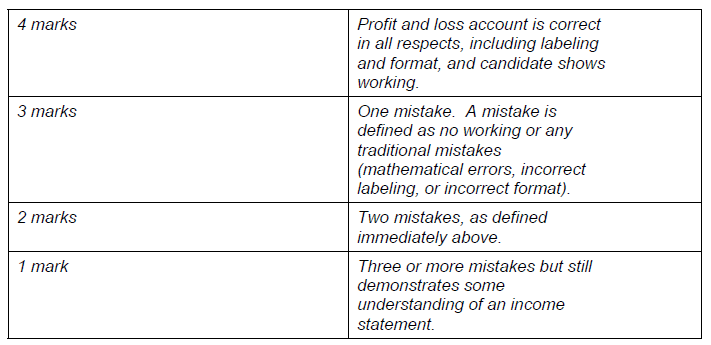 4 marks
Profit and loss account is correct
in all respects, including labeling
and format, and candidate shows
working.
3 marks
One mistake.  A mistake is
defined as no working or any
traditional mistakes
(mathematical errors, incorrect
labeling, or incorrect format).
2 marks
Two mistakes, as defined
immediately above.
1 mark
Three or more mistakes but still
demonstrates some
understanding of an income
statement.